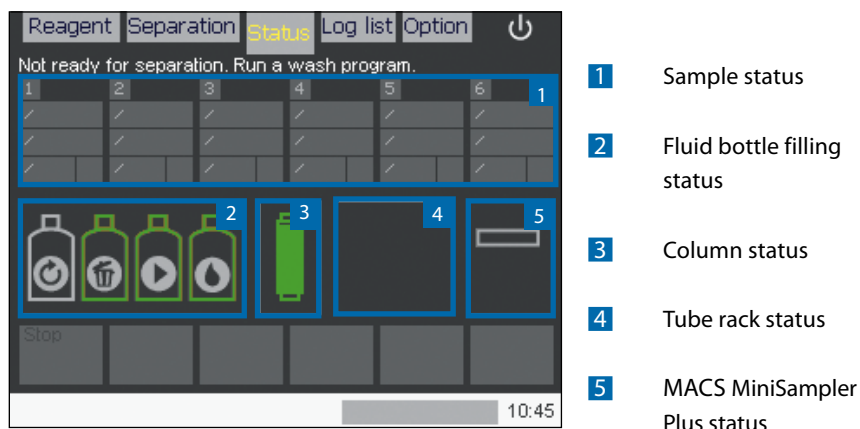 Reagent Separation Status Log list Option
Not ready for separation. Run a wash program.
1 2 3 4 5 6 1
/ / / / / /
/ / / / / /
/ / / / / /
2 3 4 5
Stop
10:45
1 Sample status
2 Fluid bottle filling
status
3 Column status
4 Tube rack status
5 MACS MiniSampler
Plus status